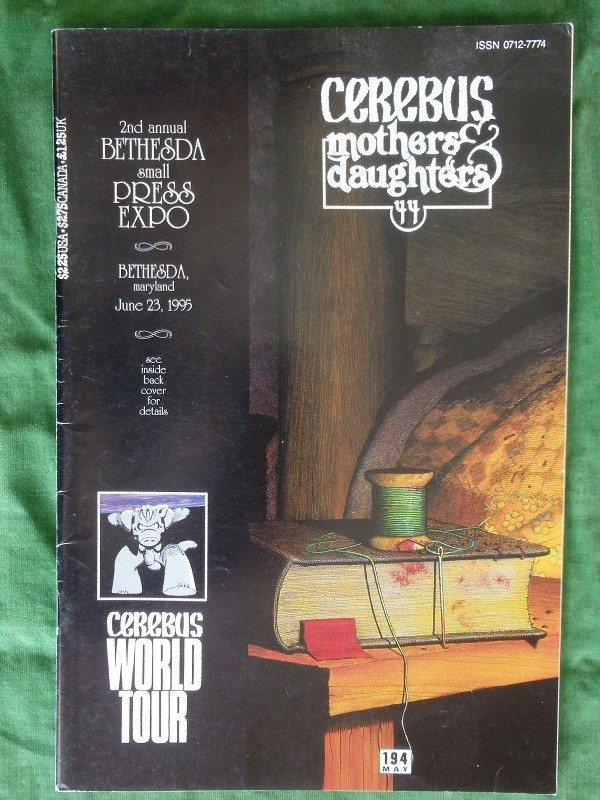 ISSN 0712-7774
CEREBUS
mothers &
daughters
44
$2.25USA•$2.75CANADA•£1.25UK
2nd annual
BETHESDA
small
PRESS
EXPO
BETHESDA,
maryland
June 23, 1995
see
inside
back
cover
for
details
CEREBUS
WORLD
TOUR
194
MAY